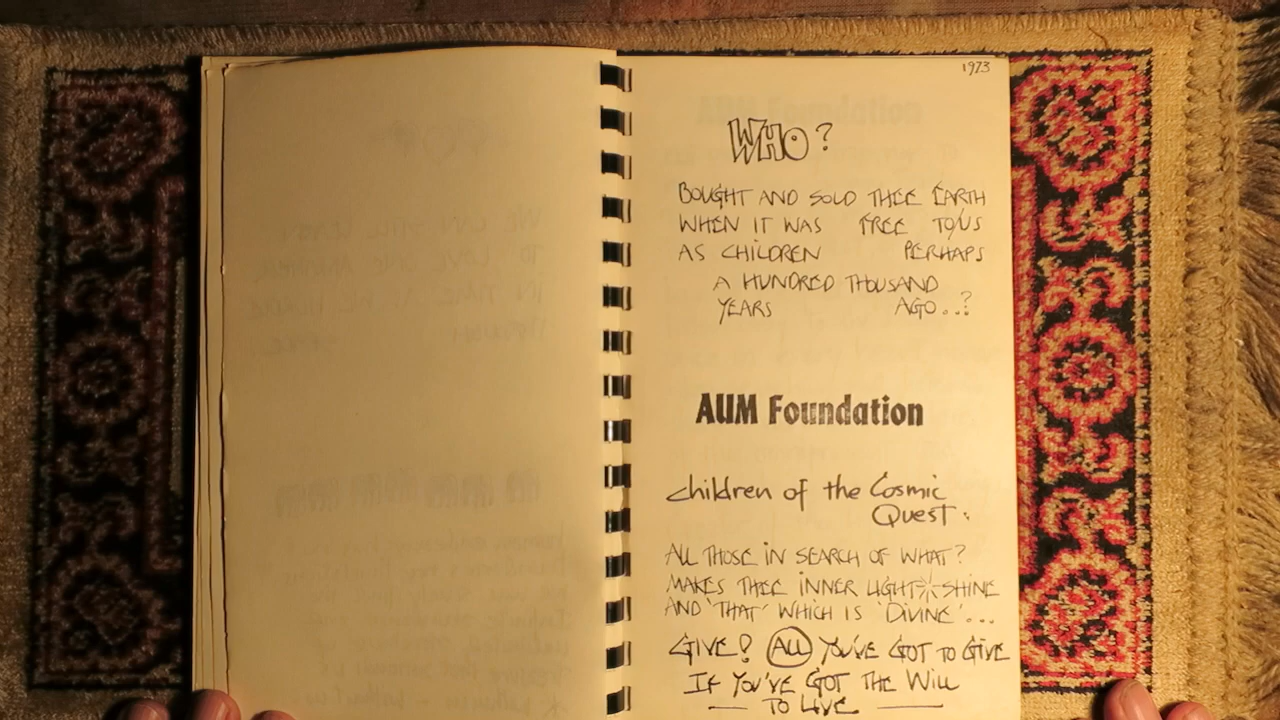 1973
WHO?
BOUGHT AND SOLD THEE EARTH
WHEN IT WAS FREE TO/US
AS CHILDREN PERHAPS
A HUNDRED THOUSAND
YEARS AGO..?
AUM Foundation
children of the Cosmic
Quest.
ALL THOSE IN SEARCH OF WHAT?
MAKES THEE INNER LIGHT SHINE
AND 'THAT' WHICH IS 'DIVINE'...
GIVE! ALL YOU'VE GOT TO GIVE
IF YOU'VE GOT THE WILL
TO LIVE